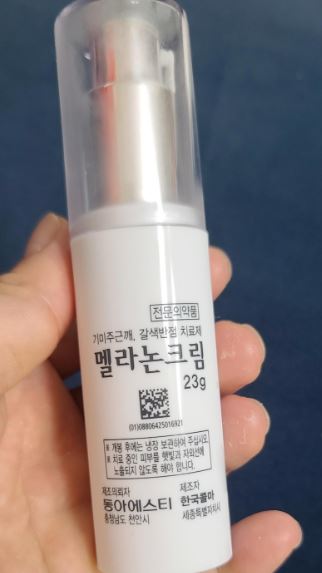 전문의약품
기미주근깨, 갈색반점 치료제
멜라논크림
23g
(01)08806425016921
※ 개봉 후에는 냉장 보관하여 주십시오.
※ 치료 중인 피부를 햇빛과 자외선에
노출되지 않도록 해야 합니다.
제조의뢰자
동아에스티
충청남도 천안시
제조자
한국콜마
세종특별자치시